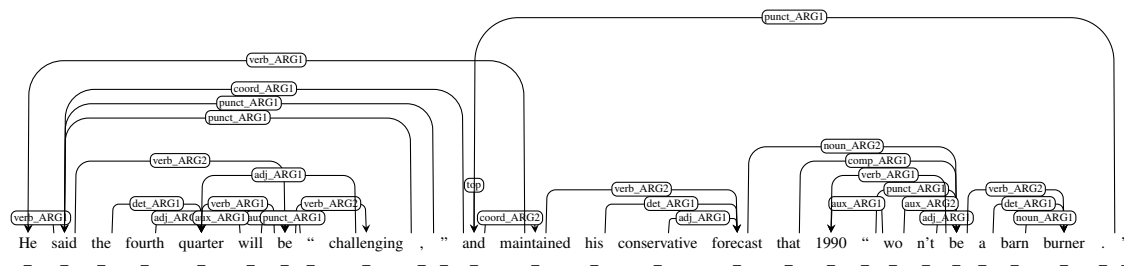 punct_ARG1
verb_ARG1
coord_ARG1
punct_ARG1
punct_ARG1
noun_ARG2
verb_ARG2 comp_ARG1
adj_ARG1 verb_ARG1
top verb_ARG2 punct_ARG1 verb_ARG2
det_ARG1 verb_ARG1 verb_ARG2 det_ARG1 aux_ARG1 aux_ARG2 det_ARG1
verb_ARG1 aux_ARG1 punct_ARG1 coord_ARG2 adj_ARG1 adj_ARG1 noun_ARG1
He said the fourth quarter will be “ challenging , ” and maintained his conservative forecast that 1990 “ wo n't be a barn burner .
_ _ _ _ _ _ _ _ _ _ _ _ _ _ _ _ _ _ _ _ _ _ _ _ _ _